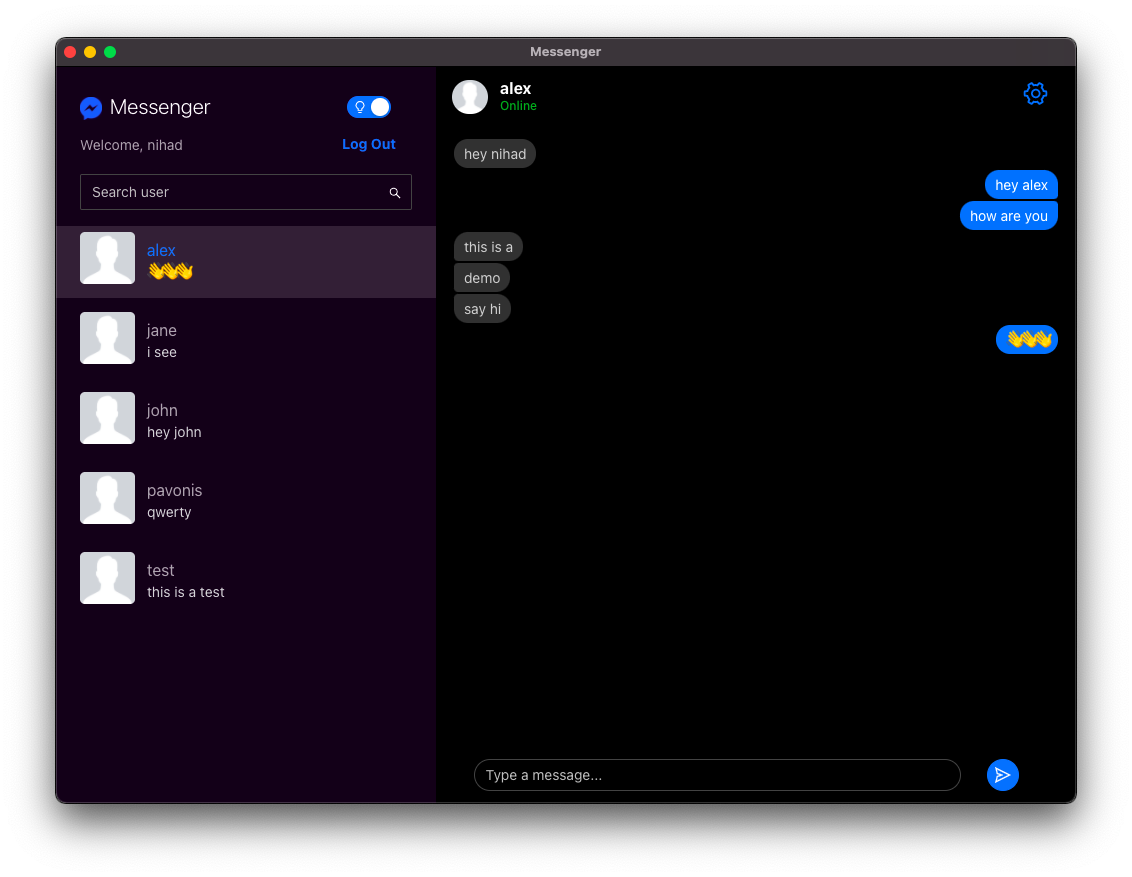 Messenger
Messenger
Welcome, nihad
Log Out
Search user
alex
👋👋👋
jane
i see
john
hey john
pavonis
qwerty
test
this is a test
alex
Online
hey nihad
hey alex
how are you
this is a
demo
say hi
👋👋👋
Type a message...